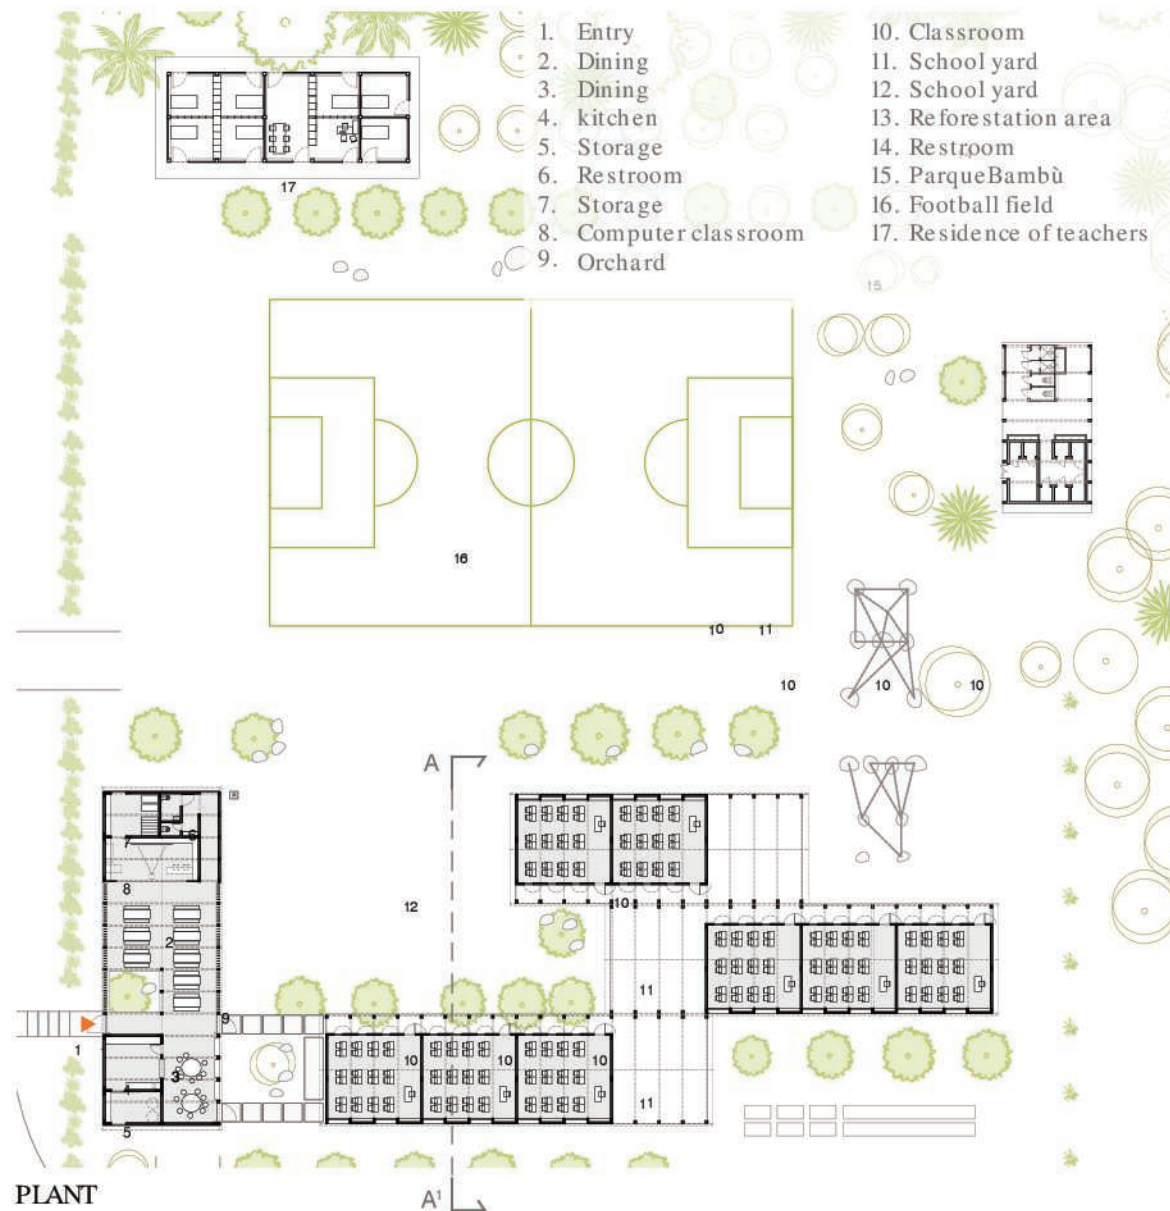 1. Entry
2. Dining
3. Dining
4. kitchen
5. Storage
6. Restroom
7. Storage
8. Computer classroom
9. Orchard
10. Classroom
11. School yard
12. School yard
13. Reforestation area
14. Restroom
15. ParqueBambù
16. Football field
17. Residence of teachers
17
15
16
10 11
10 10 10
A
6
7
8
12
10
2
11
9
1
10 10 10
3
4
11
5
A¹
PLANT